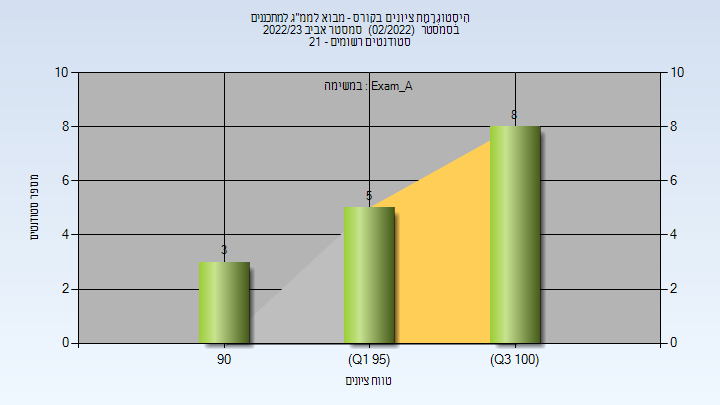 היסטוגרמת ציונים בקורס - מבוא לממ"ג למתכננים
בסמסטר (02/2022) סמסטר אביב 2022/23
סטודנטים רשומים - 21
במשימה : Exam_A
מספר סטודנטים
10 10
8 8
6 6
4 4
2 2
0 0
3 5 8
90 (Q1 95) (Q3 100)
טווח ציונים